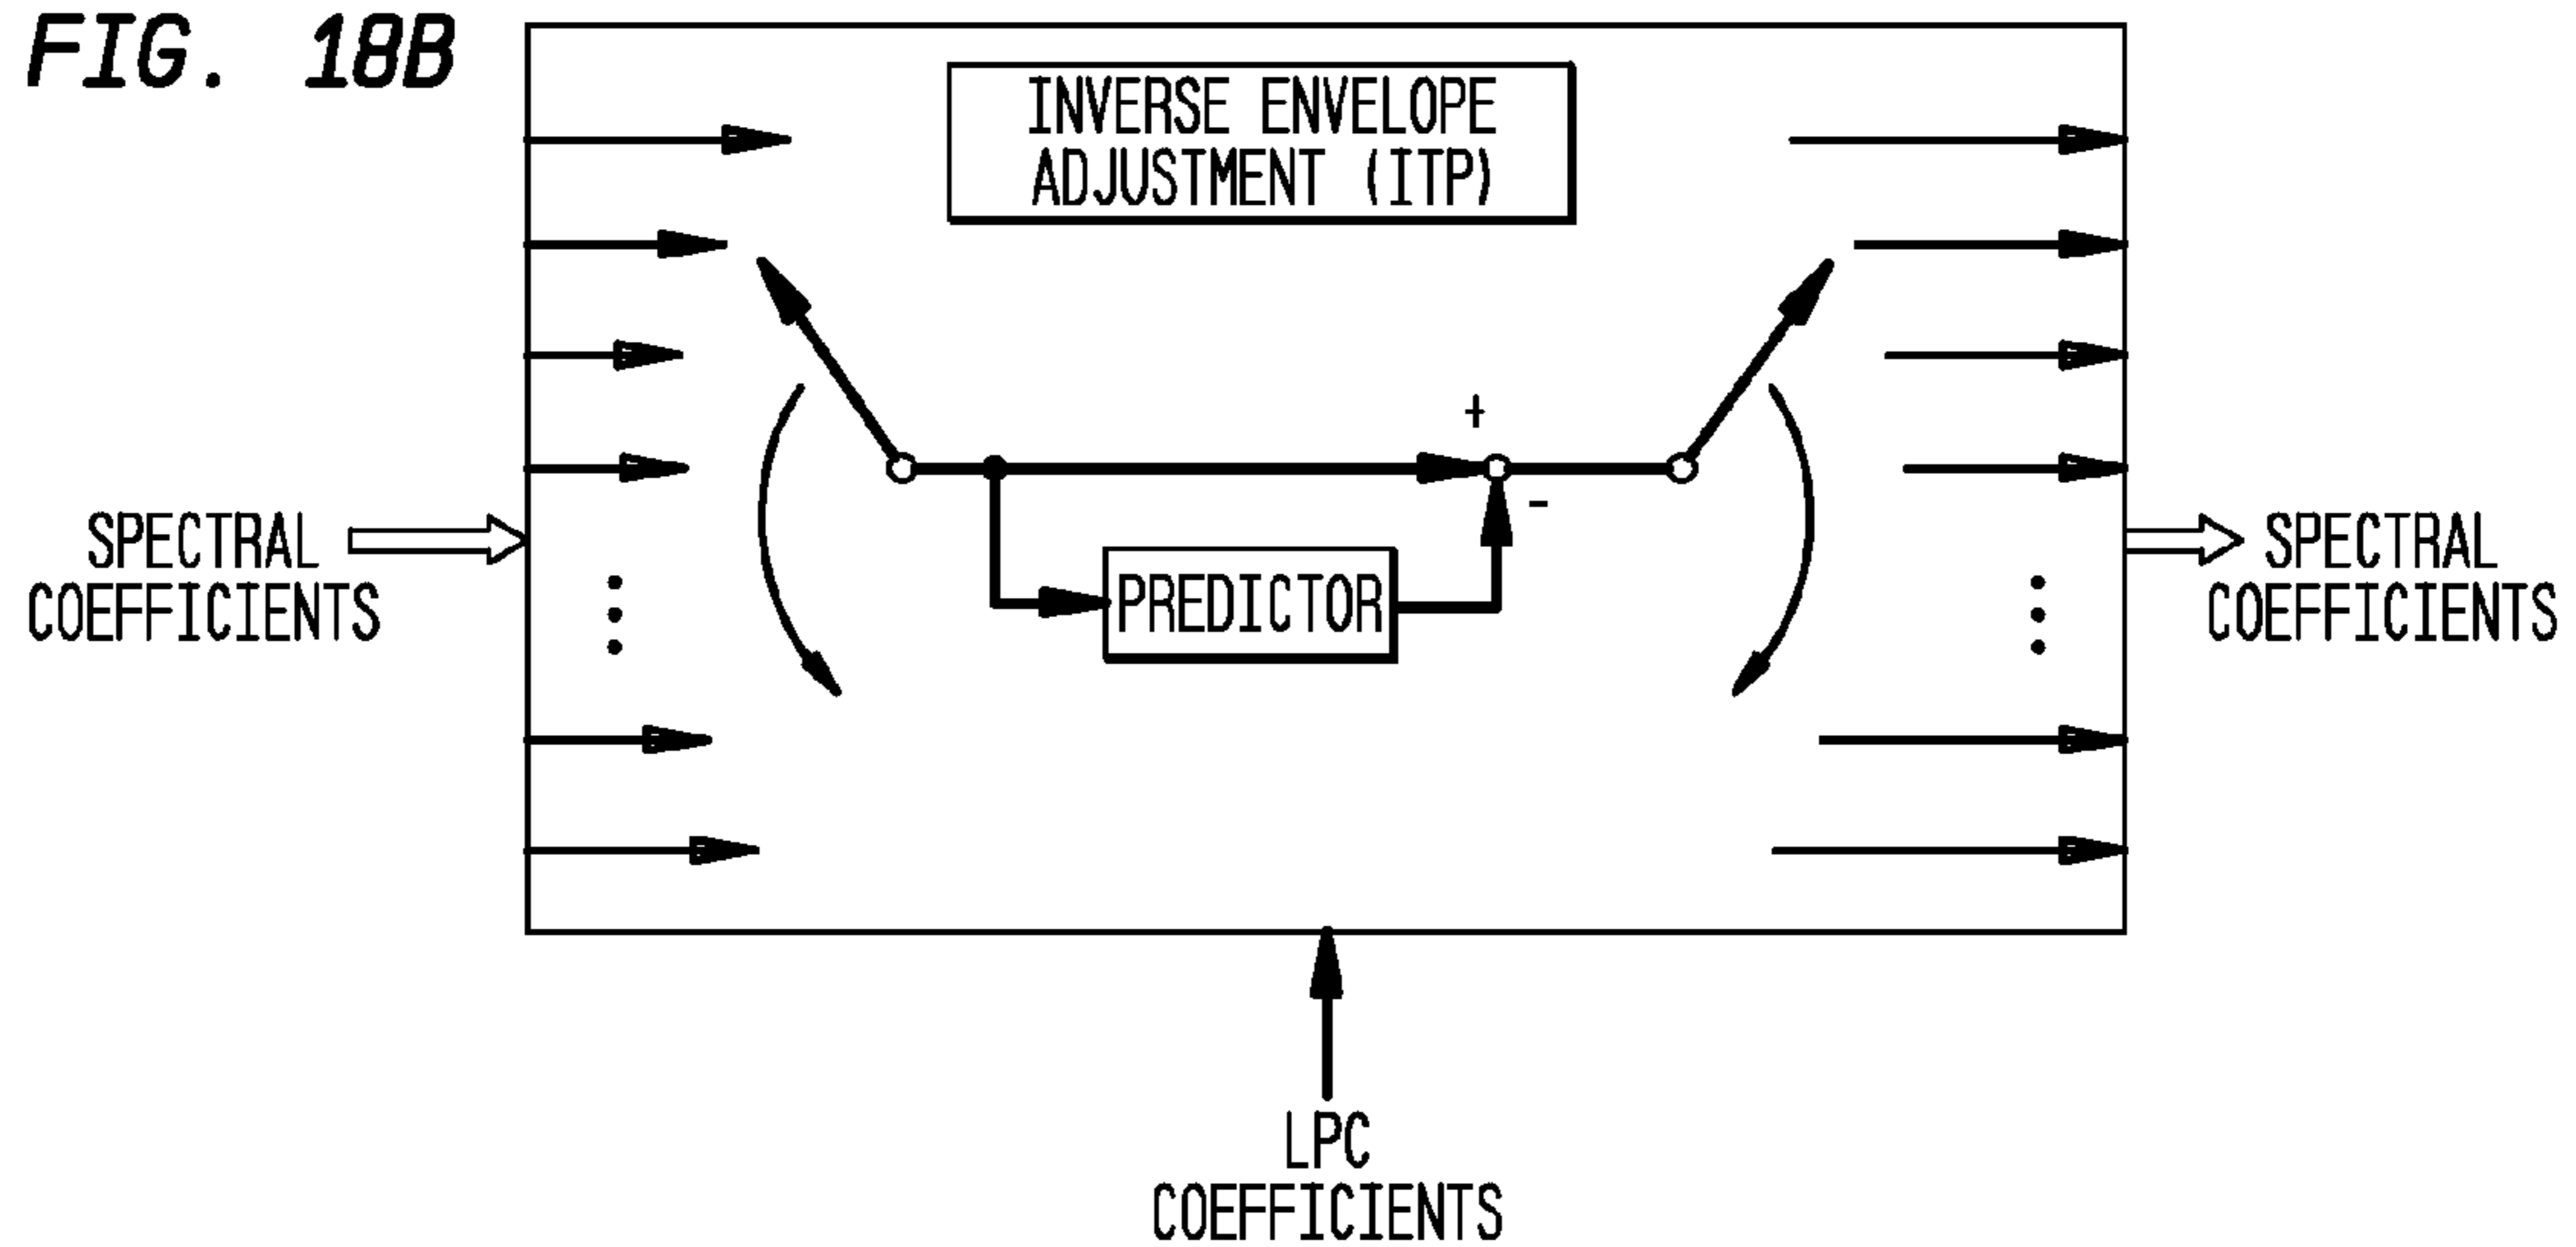 FIG. 18B
INVERSE ENVELOPE
ADJUSTMENT (ITP)
+
-
SPECTRAL
COEFFICIENTS
PREDICTOR
SPECTRAL
COEFFICIENTS
LPC
COEFFICIENTS